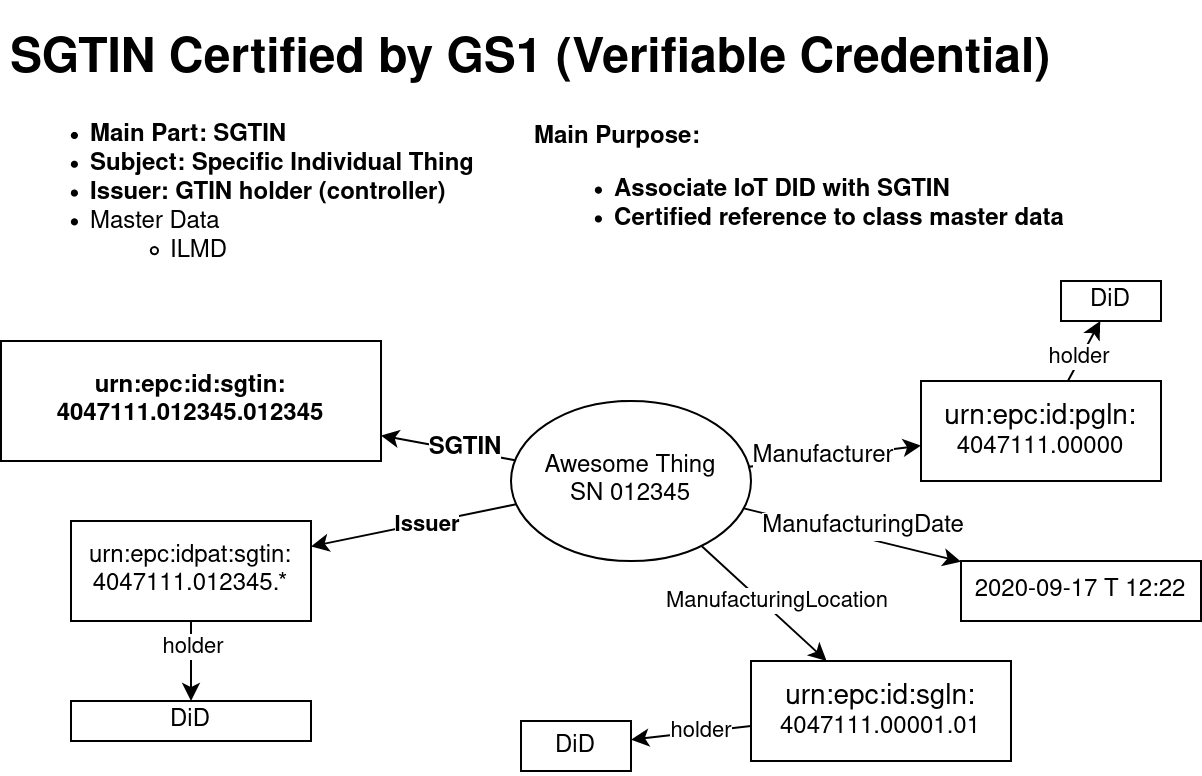 SGTIN Certified by GS1 (Verifiable Credential)
Main Part: SGTIN
Subject: Specific Individual Thing
Issuer: GTIN holder (controller)
Master Data
ILMD
Main Purpose:
Associate IoT DID with SGTIN
Certified reference to class master data
DiD
holder
urn:epc:id:sgtin:
4047111.012345.012345
urn:epc:id:pgln:
4047111.00000
SGTIN
Awesome Thing
SN 012345
Manufacturer
Issuer
ManufacturingDate
urn:epc:idpat:sgtin:
4047111.012345.*
2020-09-17 T 12:22
ManufacturingLocation
holder
urn:epc:id:sgln:
4047111.00001.01
DiD
holder
DiD